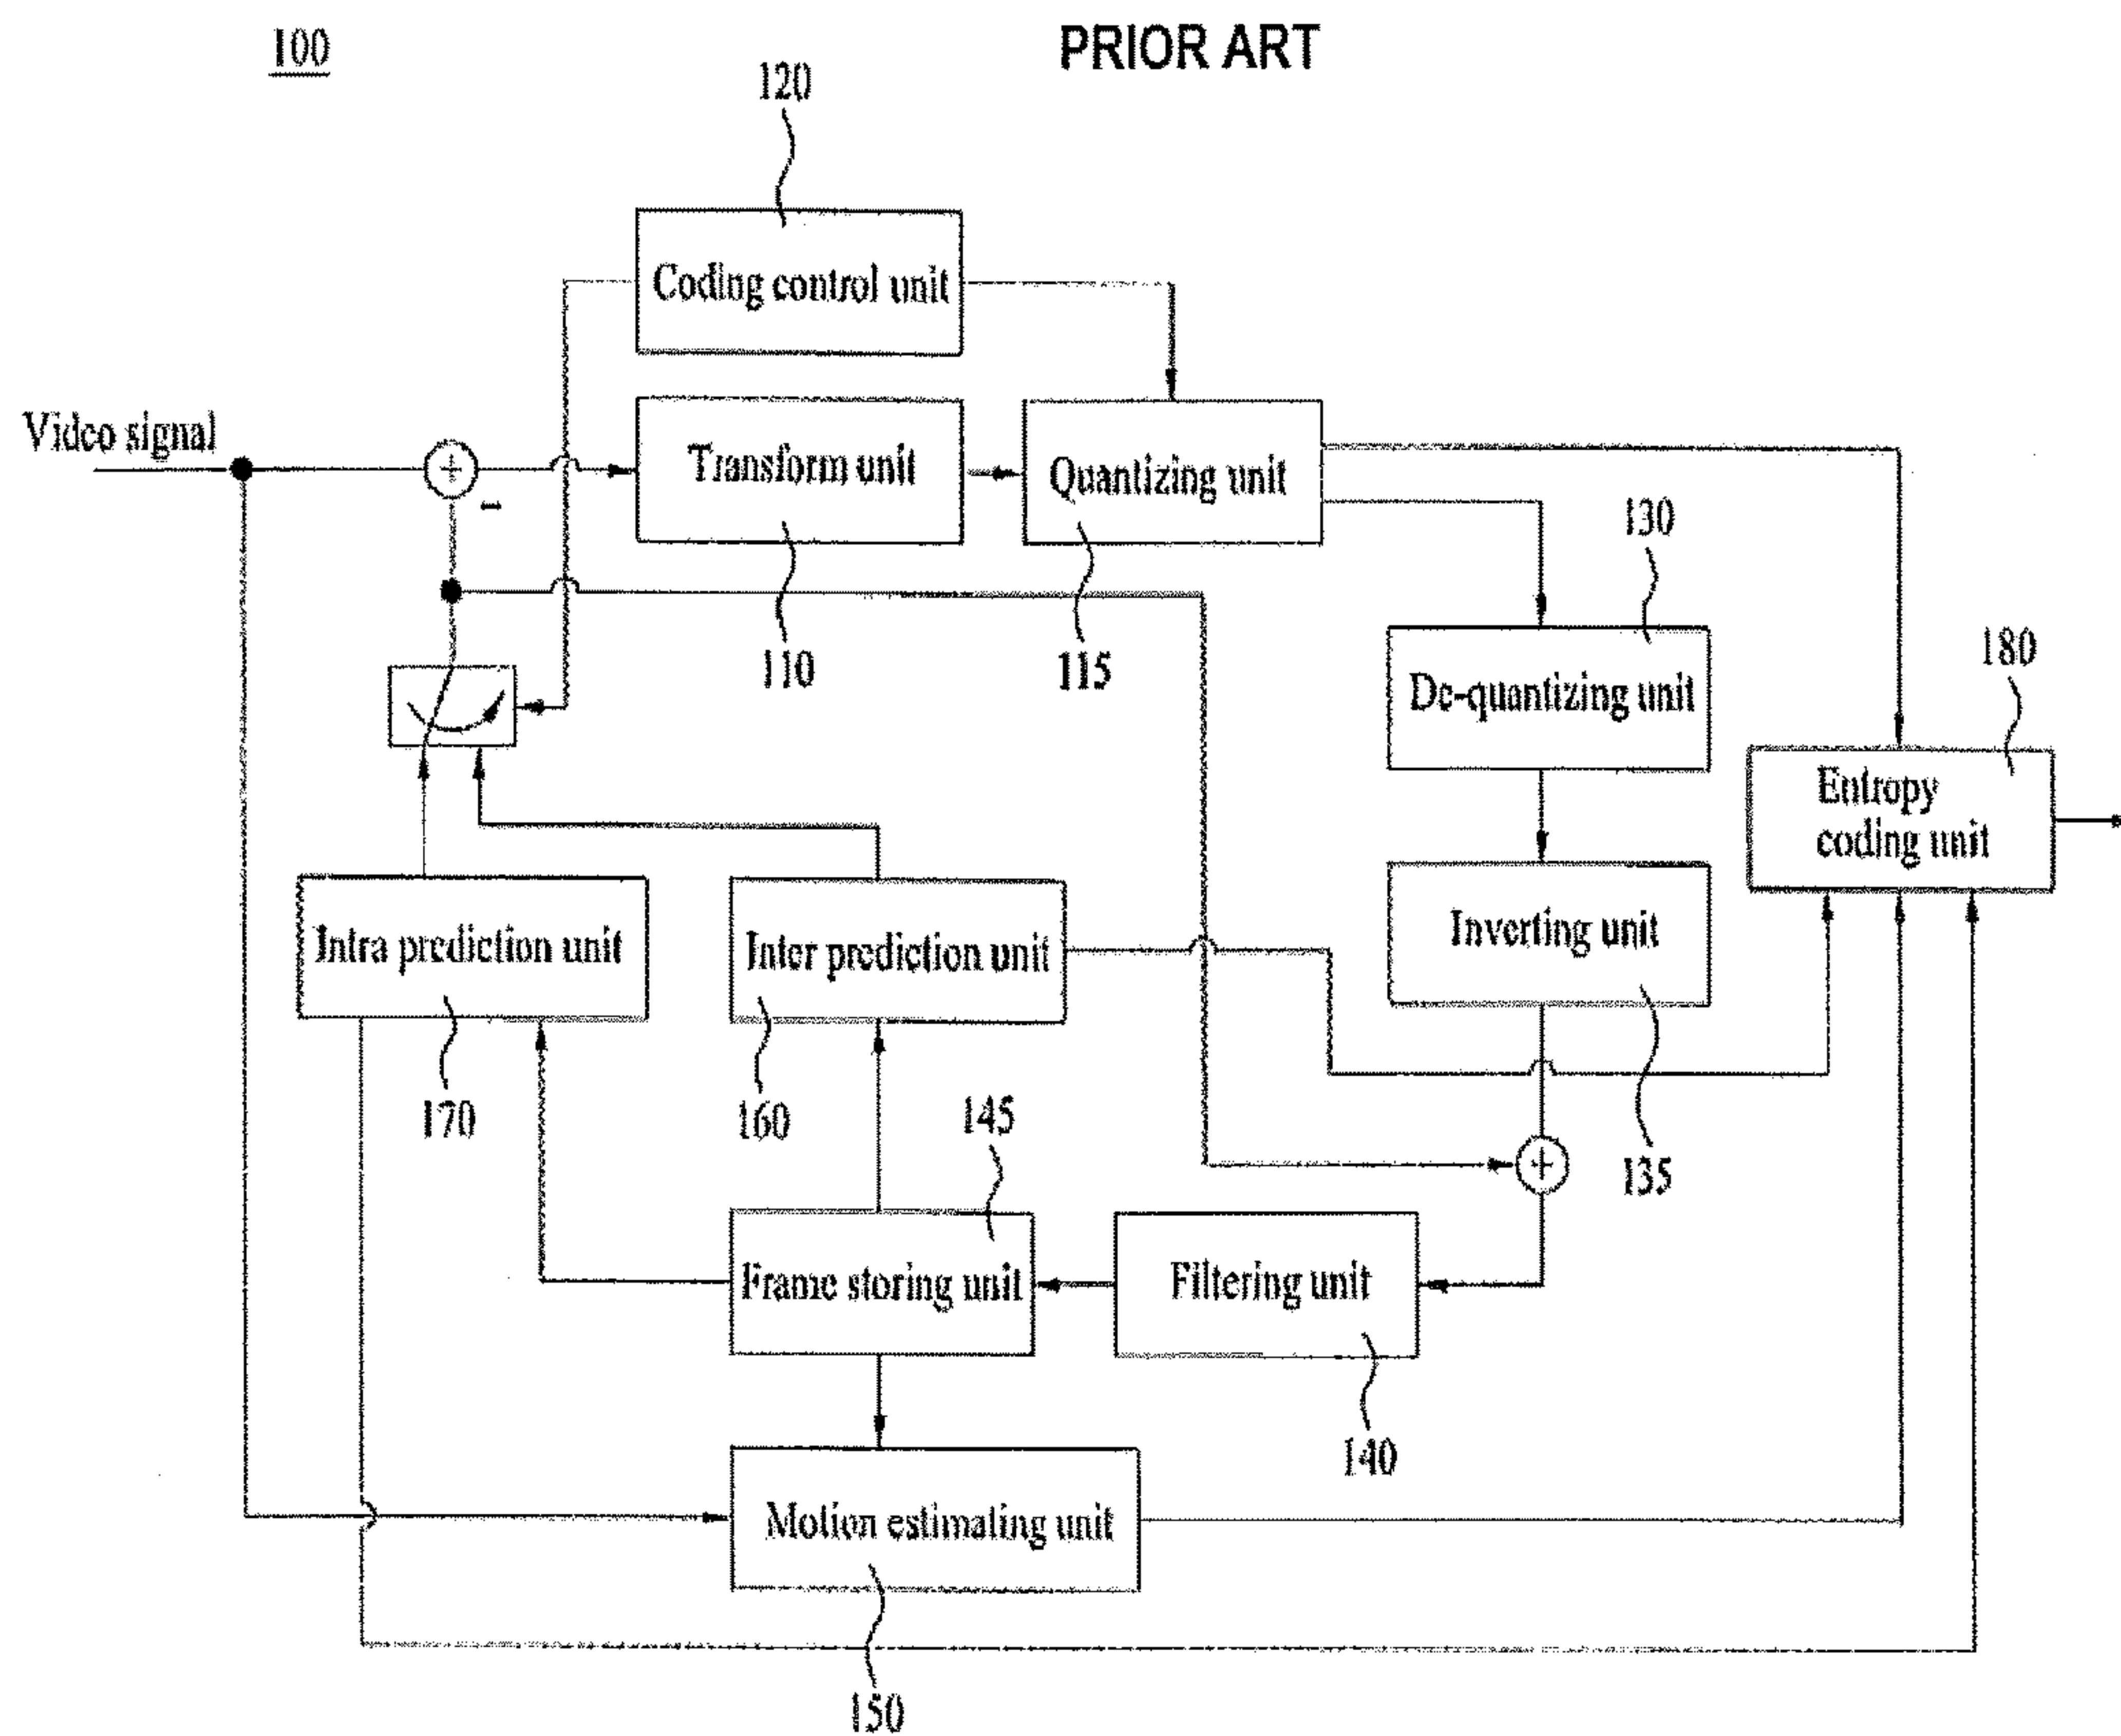 100
PRIOR ART
120
Coding control unit
Video signal
+
-
Transform unit
Quantizing unit
130
110
115
De-quantizing unit
180
Entropy
coding unit
Intra prediction unit
Inter prediction unit
Inverting unit
170
160
145
+
135
Frame storing unit
Filtering unit
140
Motion estimating unit
150